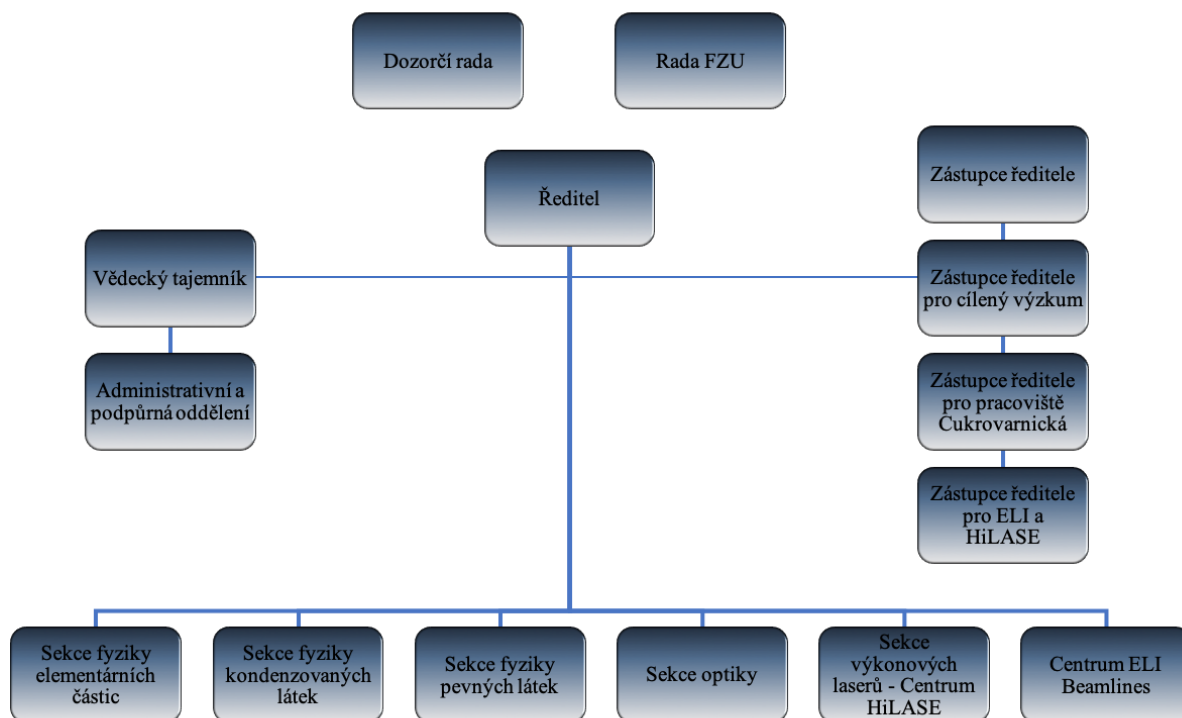 Dozorčí rada
Rada FZU
Ředitel
Zástupce ředitele
Vědecký tajemník
Zástupce ředitele
pro cílený výzkum
Administrativní a
podpůrná oddělení
Zástupce ředitele
pro pracoviště
Cukrovarnická
Zástupce ředitele
pro ELI a
HiLASE
Sekce fyziky
elementárních
částic
Sekce fyziky
kondenzovaných
látek
Sekce fyziky
pevných látek
Sekce optiky
Sekce
výkonových
laserů - Centrum
HiLASE
Centrum ELI
Beamlines